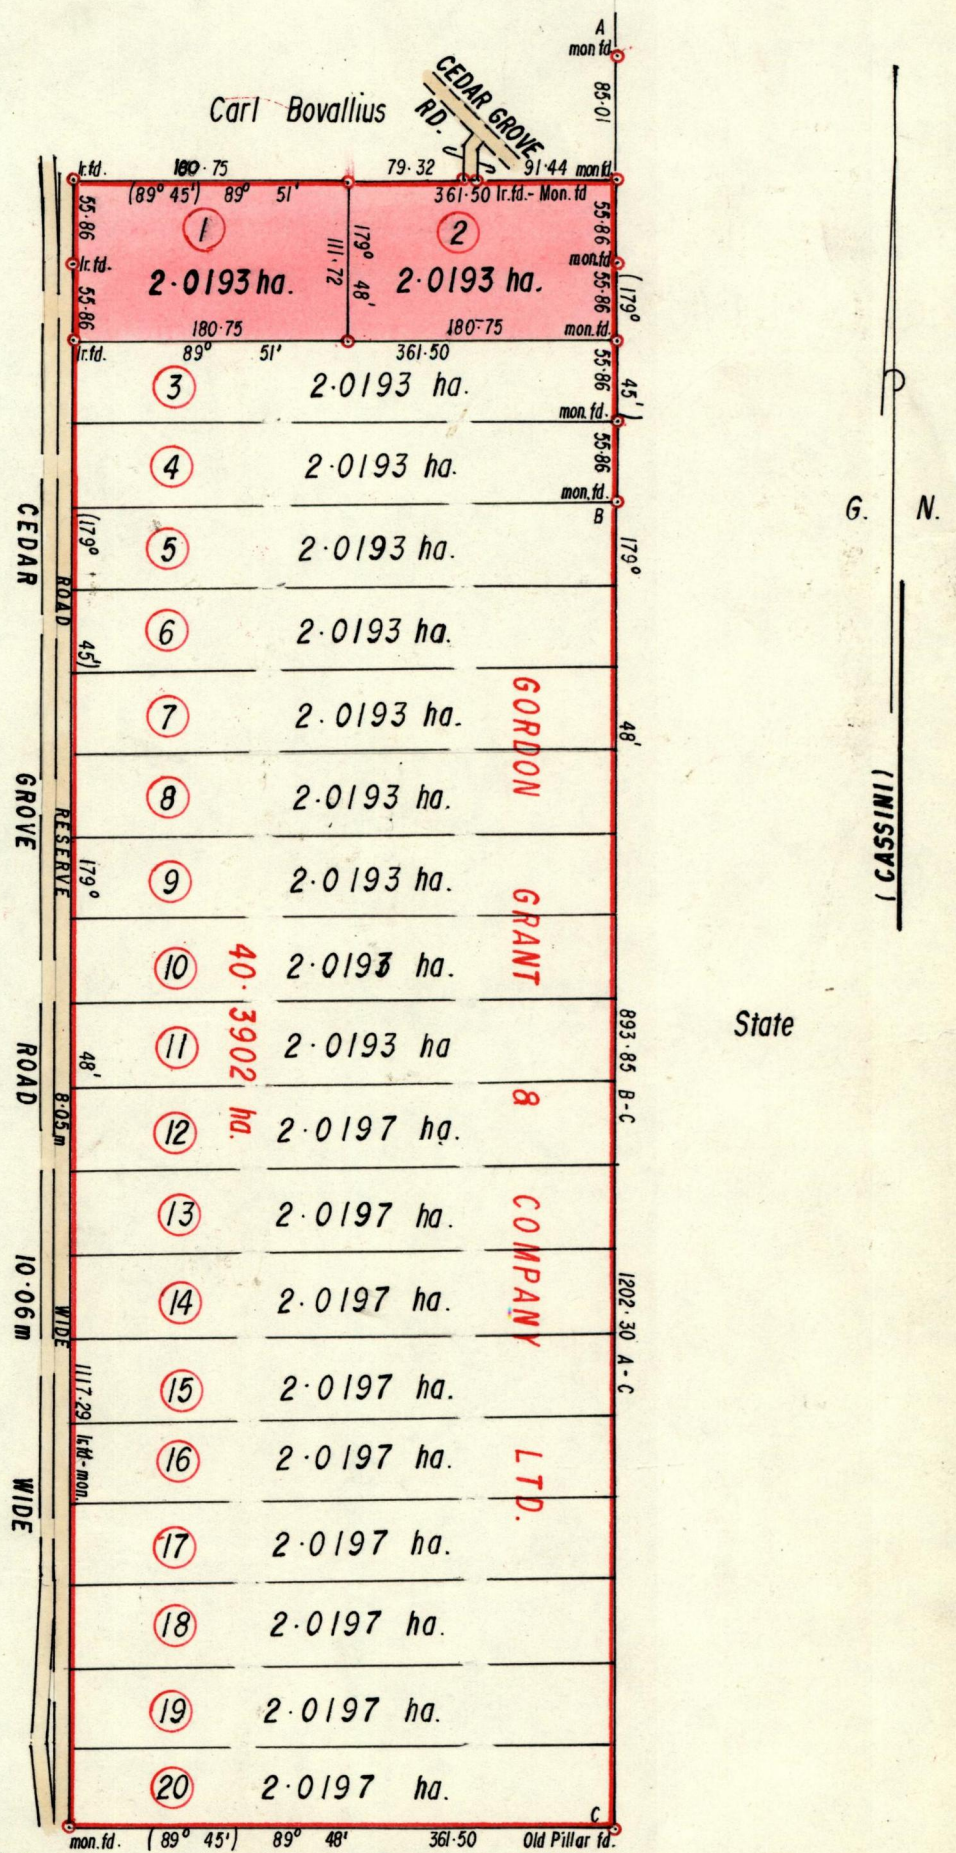 A
mon fd.
85·01
Carl Bovallius
CEDAR GROVE
RD.
Ir.fd. 180·75 79·32 91·44 mon fd
(89° 45') 89° 51' 361·50 Ir.fd.- Mon. fd
55·86
1
179° 48'
111·72
2
55·86
Ir.fd.
2·0193 ha.
2·0193 ha.
mon.fd
55·86
55·86
(179° 45')
180·75
180·75
mon.fd.
Ir.fd. 89° 51' 361·50
55·86
3 2·0193 ha.
mon. fd.
4 2·0193 ha.
55·86
mon. fd.
B
5 2·0193 ha.
6 2·0193 ha.
7 2.0193 ha.
8 2·0193 ha.
9 2·0193 ha.
10 2·0193 ha.
11 2·0193 ha
12 2·0197 ha.
13 2·0197 ha.
14 2·0197 ha.
15 2·0197 ha.
16 2·0197 ha.
17 2·0197 ha.
18 2·0197 ha.
19 2·0197 ha.
20 2·0197 ha.
C
mon.fd. (89° 45') 89° 48' 361·50 Old Pillar fd.
CEDAR GROVE ROAD 10·06m WIDE
ROAD RESERVE 8·05m WIDE
(179° 45')
179° 48'
1117·29 Ir.fd-mon.
40·3902 ha.
GORDON GRANT & COMPANY LTD.
179° 48'
893·85 B-C
1202·30 A-C
State
G. N.
(CASSINI)